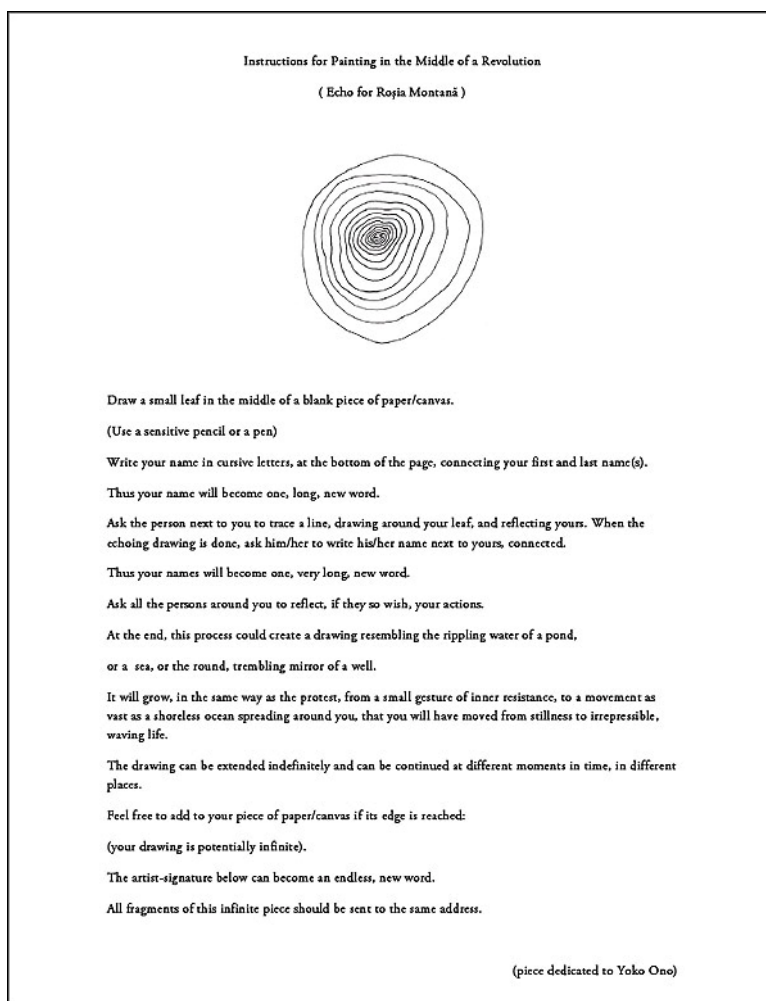 Instructions for Painting in the Middle of a Revolution
( Echo for Roşia Montană )
Draw a small leaf in the middle of a blank piece of paper/canvas.
(Use a sensitive pencil or a pen)
Write your name in cursive letters, at the bottom of the page, connecting your first and last name(s).
Thus your name will become one, long, new word.
Ask the person next to you to trace a line, drawing around your leaf, and reflecting yours. When the
echoing drawing is done, ask him/her to write his/her name next to yours, connected.
Thus your names will become one, very long, new word.
Ask all the persons around you to reflect, if they so wish, your actions.
At the end, this process could create a drawing resembling the rippling water of a pond,
or a sea, or the round, trembling mirror of a well.
It will grow, in the same way as the protest, from a small gesture of inner resistance, to a movement as
vast as a shoreless ocean spreading around you, that you will have moved from stillness to irrepressible,
waving life.
The drawing can be extended indefinitely and can be continued at different moments in time, in different
places.
Feel free to add to your piece of paper/canvas if its edge is reached:
(your drawing is potentially infinite).
The artist-signature below can become an endless, new word.
All fragments of this infinite piece should be sent to the same address.
(piece dedicated to Yoko Ono)